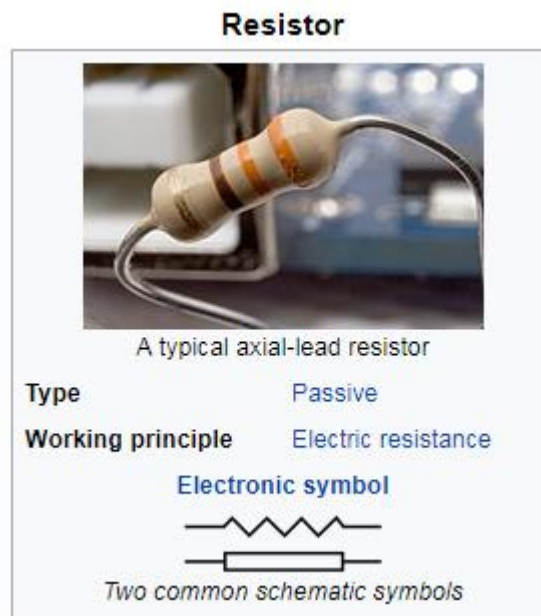 Resistor
A typical axial-lead resistor
Type Passive
Working principle Electric resistance
Electronic symbol
Two common schematic symbols